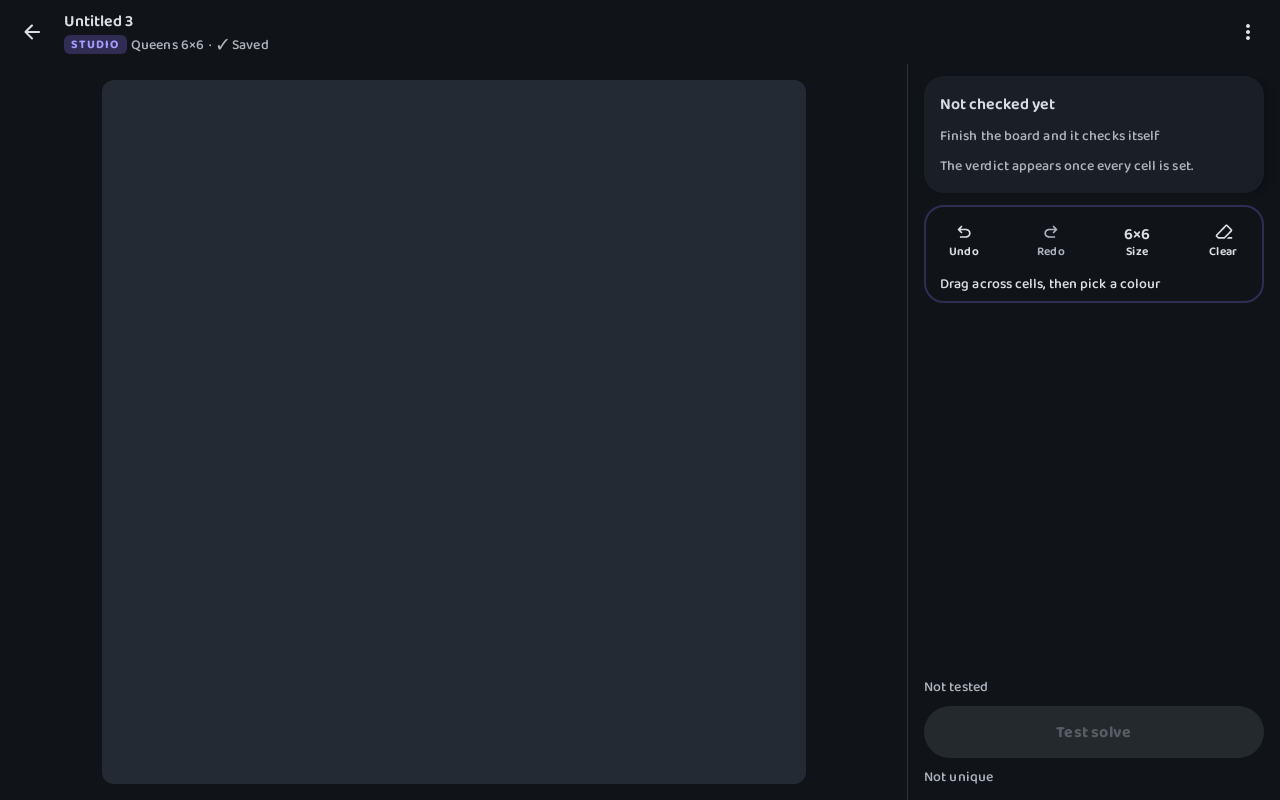 Untitled 3
STUDIO Queens 6×6 · ✓ Saved
Not checked yet
Finish the board and it checks itself
The verdict appears once every cell is set.
Undo
Redo
6×6
Size
Clear
Drag across cells, then pick a colour
Not tested
Test solve
Not unique